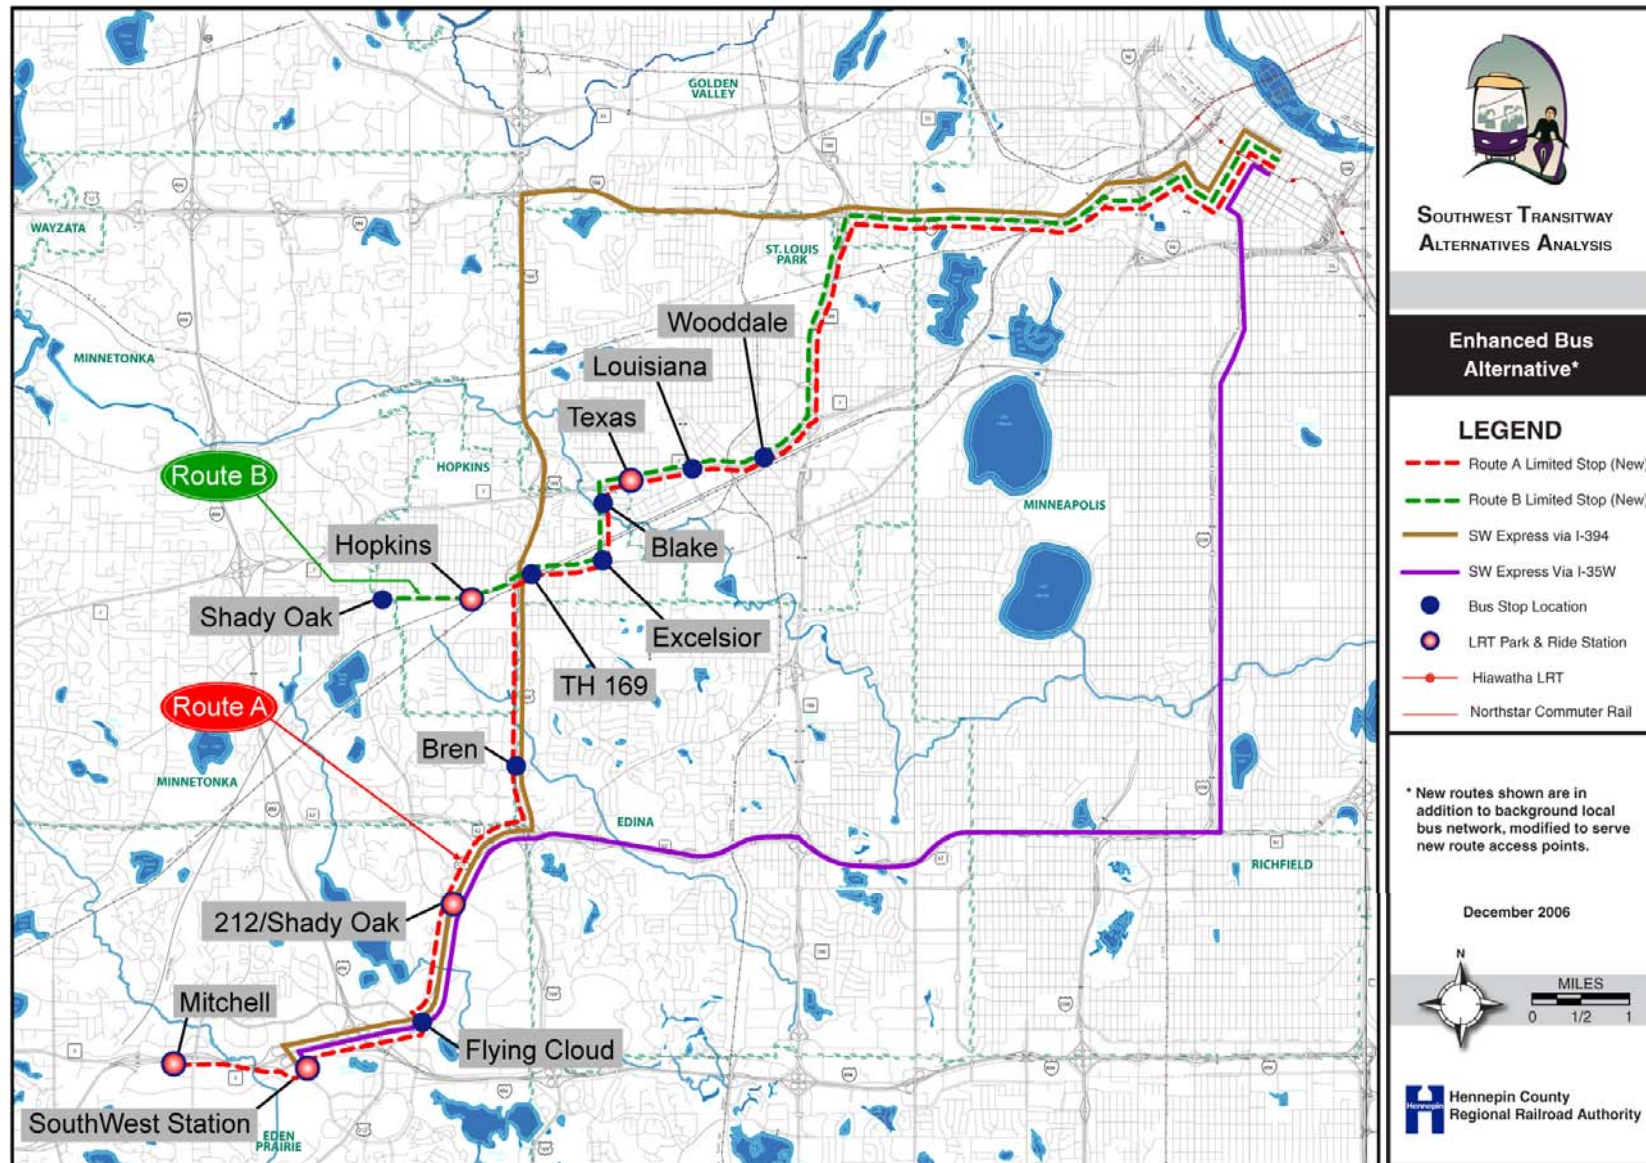 GOLDEN
VALLEY
WAYZATA
ST. LOUIS
PARK
MINNETONKA
Wooddale
Louisiana
Texas
HOPKINS
Route B
MINNEAPOLIS
Hopkins
Blake
Shady Oak
Excelsior
TH 169
Route A
Bren
MINNETONKA
EDINA
RICHFIELD
212/Shady Oak
Mitchell
Flying Cloud
SouthWest Station
EDEN
PRAIRIE
SOUTHWEST TRANSITWAY
ALTERNATIVES ANALYSIS
Enhanced Bus
Alternative*
LEGEND
Route A Limited Stop (New)
Route B Limited Stop (New)
SW Express via I-394
SW Express Via I-35W
Bus Stop Location
LRT Park & Ride Station
Hiawatha LRT
Northstar Commuter Rail
* New routes shown are in
addition to background local
bus network, modified to serve
new route access points.
December 2006
N
MILES
0 1/2 1
Hennepin
Hennepin County
Regional Railroad Authority